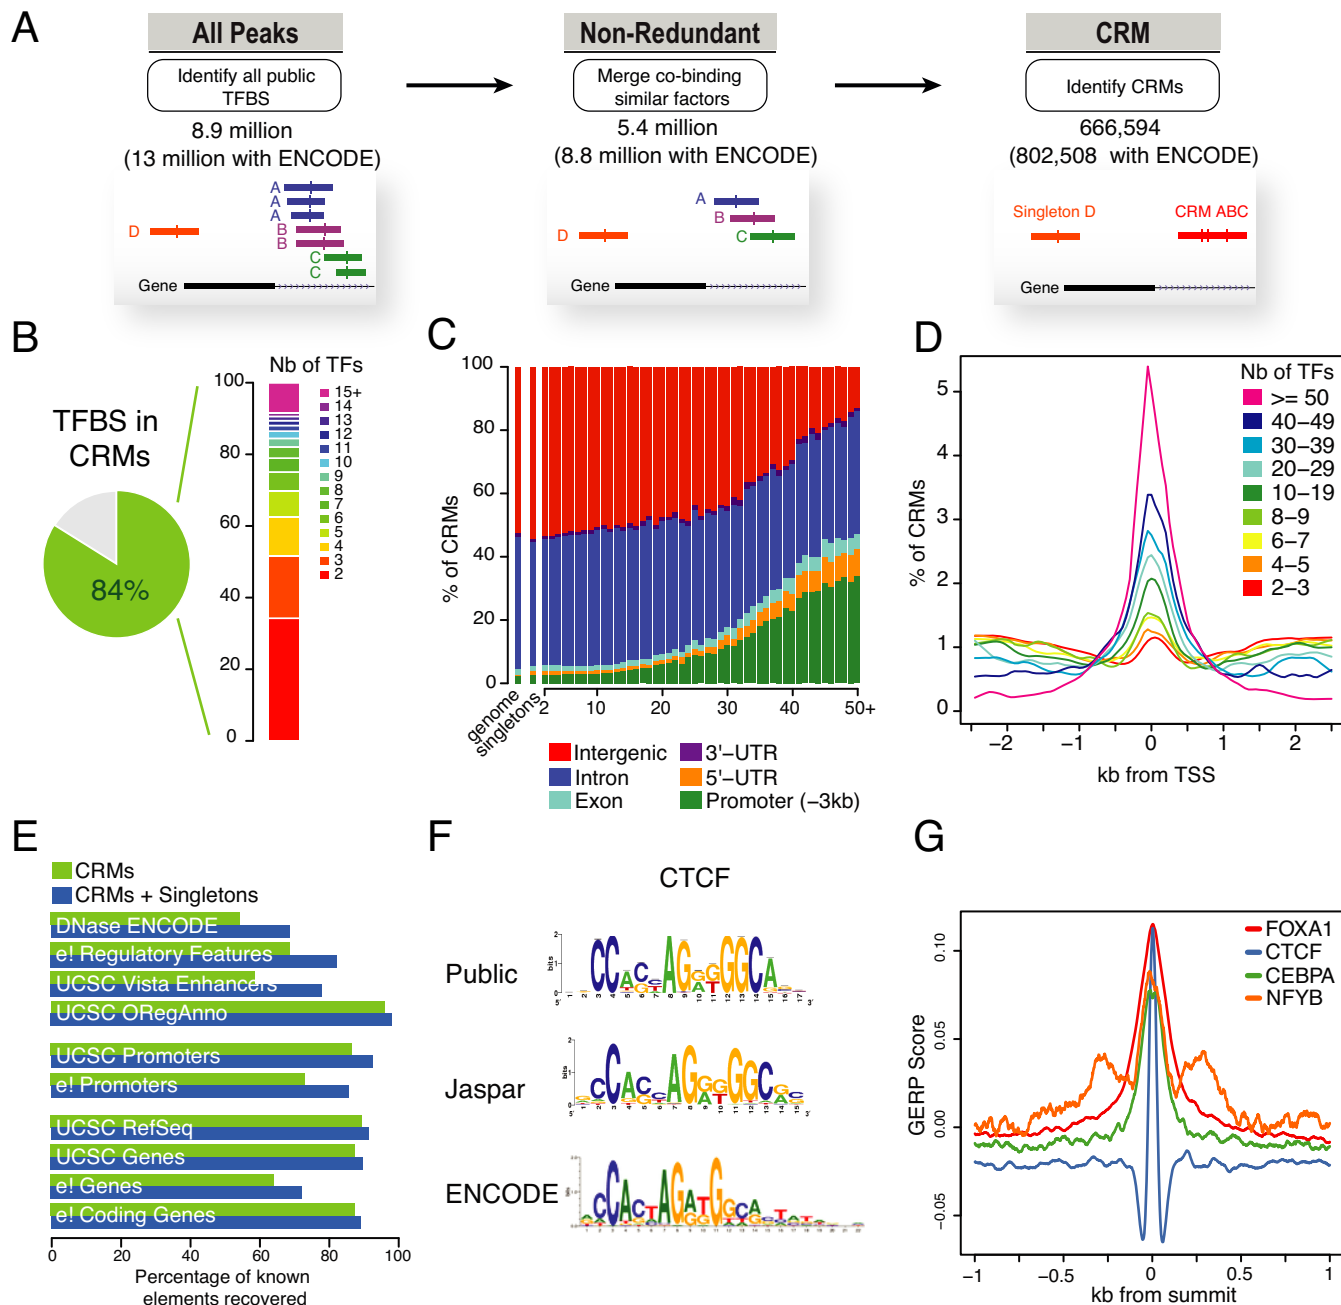 A
All Peaks
Identify all public
TFBS
8.9 million
(13 million with ENCODE)
A
A
A
B
B
C
C
D
Gene
Non-Redundant
Merge co-binding
similar factors
5.4 million
(8.8 million with ENCODE)
A
B
C
D
Gene
CRM
Identify CRMs
666,594
(802,508 with ENCODE)
Singleton D
CRM ABC
Gene
B
TFBS in
CRMs
84%
Nb of TFs
100
80
60
40
20
0
15+
14
13
12
11
10
9
8
7
6
5
4
3
2
C
% of CRMs
100
80
60
40
20
0
genome
singletons
2
10
20
30
40
50+
Intergenic
Intron
Exon
3'-UTR
5'-UTR
Promoter (-3kb)
D
% of CRMs
5
4
3
2
1
0
Nb of TFs
>= 50
40-49
30-39
20-29
10-19
8-9
6-7
4-5
2-3
-2
-1
0
1
2
kb from TSS
E
CRMs
CRMs + Singletons
DNase ENCODE
e! Regulatory Features
UCSC Vista Enhancers
UCSC ORegAnno
UCSC Promoters
e! Promoters
UCSC RefSeq
UCSC Genes
e! Genes
e! Coding Genes
0
20
40
60
80
100
Percentage of known
elements recovered
F
CTCF
Public
Jaspar
ENCODE
G
FOXA1
CTCF
CEBPA
NFYB
GERP Score
0.10
0.05
0.00
-0.05
-1
-0.5
0
0.5
1
kb from summit